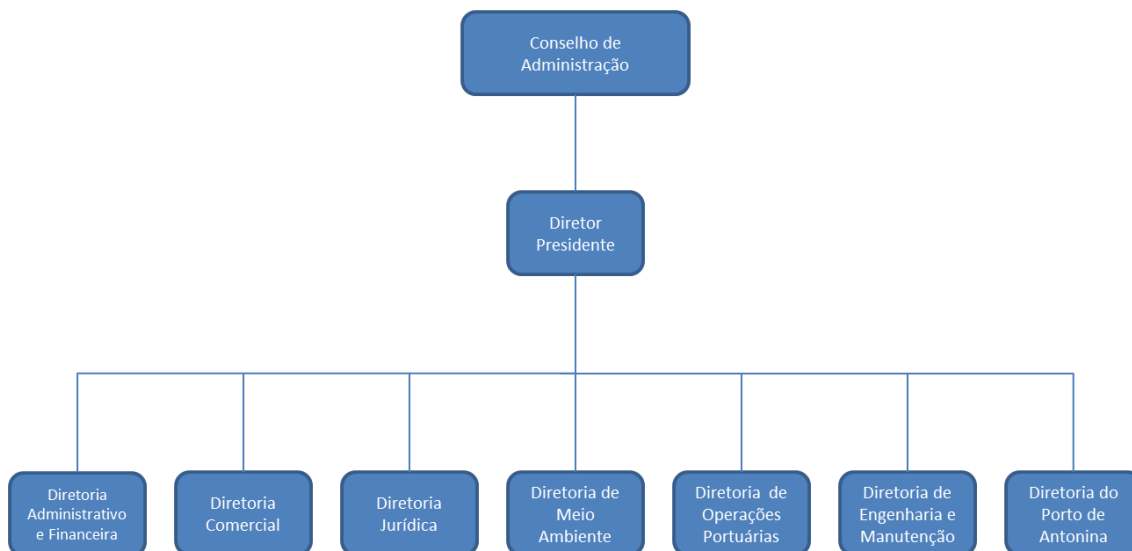 Conselho de
Administração
Diretor
Presidente
Diretoria
Administrativo
e Financeira
Diretoria
Comercial
Diretoria
Jurídica
Diretoria de
Meio
Ambiente
Diretoria de
Operações
Portuárias
Diretoria de
Engenharia e
Manutenção
Diretoria do
Porto de
Antonina